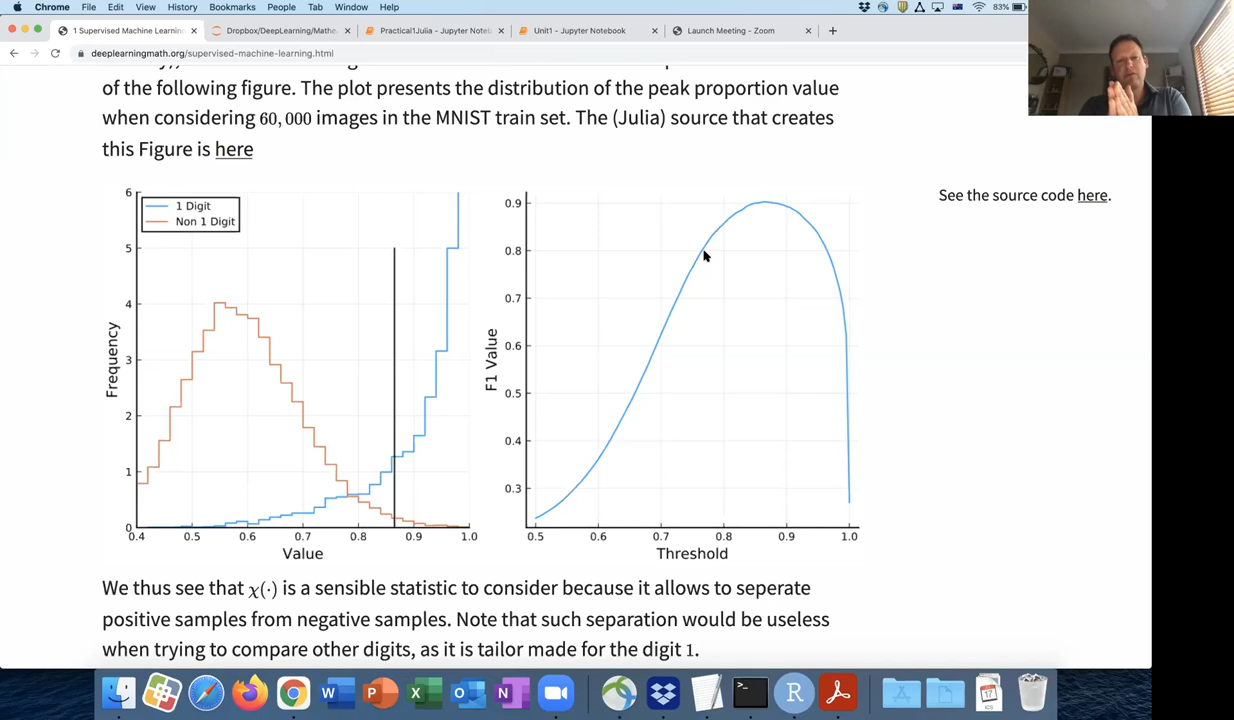 Chrome File Edit View History Bookmarks People Tab Window Help 83%
1 Supervised Machine Learnin Dropbox/DeepLearning/Mathe Practical1Julia - Jupyter Noteb Unit1 - Jupyter Notebook Launch Meeting - Zoom
deeplearningmath.org/supervised-machine-learning.html
of the following figure. The plot presents the distribution of the peak proportion value
when considering 60,000 images in the MNIST train set. The (Julia) source that creates
this Figure is here
See the source code here.
1 Digit
Non 1 Digit
Frequency
6
5
4
3
2
1
0
0.4 0.5 0.6 0.7 0.8 0.9 1.0
Value
F1 Value
0.9
0.8
0.7
0.6
0.5
0.4
0.3
0.5 0.6 0.7 0.8 0.9 1.0
Threshold
We thus see that χ(·) is a sensible statistic to consider because it allows to seperate
positive samples from negative samples. Note that such separation would be useless
when trying to compare other digits, as it is tailor made for the digit 1.
W P X O N R 17